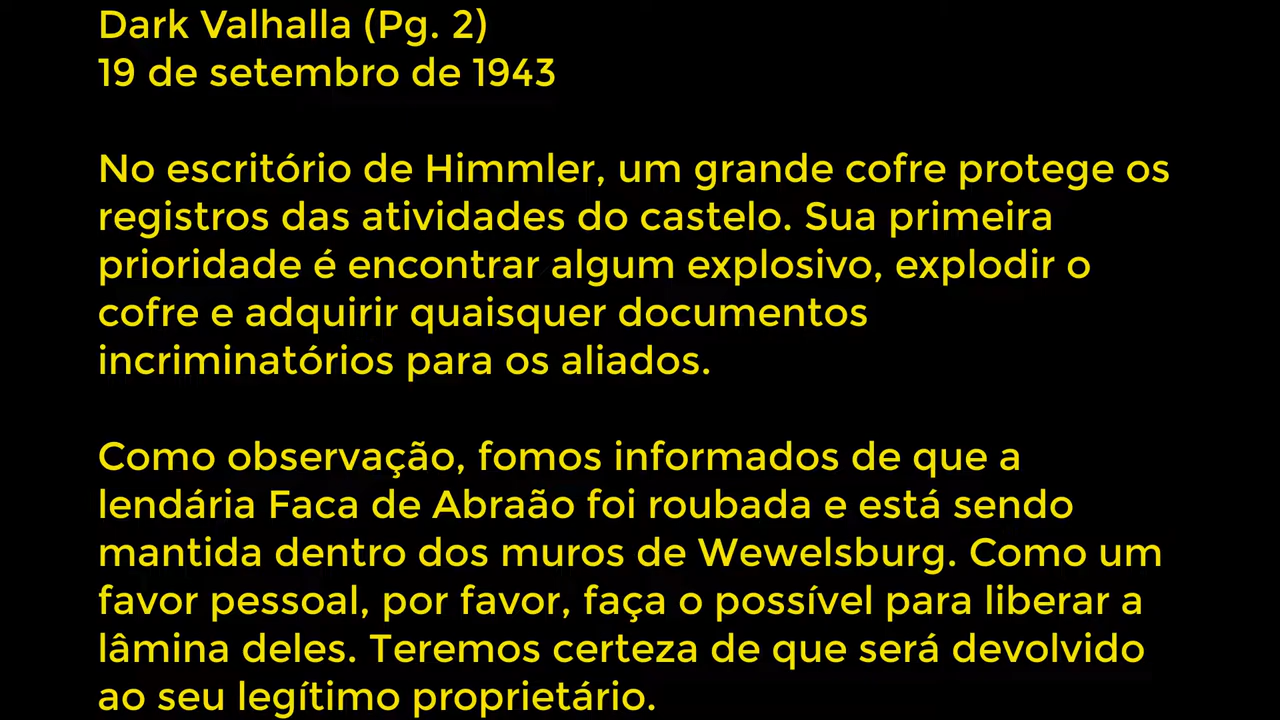 Dark Valhalla (Pg. 2)
19 de setembro de 1943
No escritório de Himmler, um grande cofre protege os
registros das atividades do castelo. Sua primeira
prioridade é encontrar algum explosivo, explodir o
cofre e adquirir quaisquer documentos
incriminatórios para os aliados.
Como observação, fomos informados de que a
lendária Faca de Abraão foi roubada e está sendo
mantida dentro dos muros de Wewelsburg. Como um
favor pessoal, por favor, faça o possível para liberar a
lâmina deles. Teremos certeza de que será devolvido
ao seu legítimo proprietário.